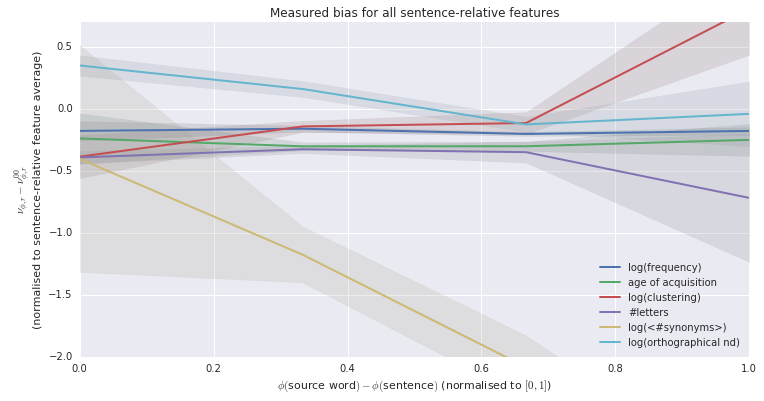 Measured bias for all sentence-relative features
ν_{ϕ,r} − ν_{ϕ,r}^{00}
(normalised to sentence-relative feature average)
0.5
0.0
−0.5
−1.0
−1.5
−2.0
log(frequency)
age of acquisition
log(clustering)
#letters
log(<#synonyms>)
log(orthographical nd)
0.0 0.2 0.4 0.6 0.8 1.0
ϕ(source word) − ϕ(sentence) (normalised to [0, 1])